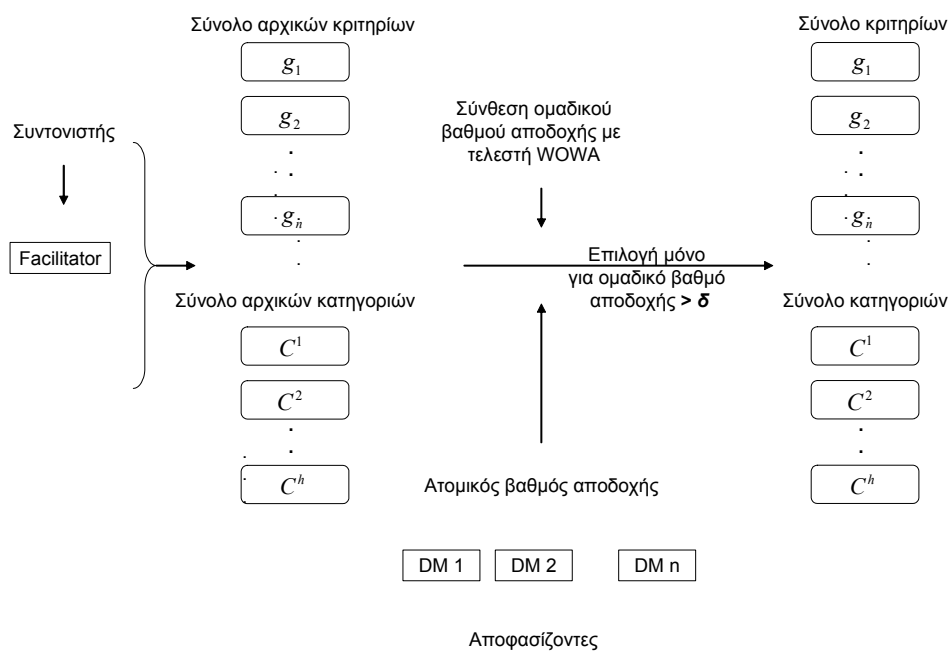 Σύνολο αρχικών κριτηρίων
g1
g2
gn
Συντονιστής
Facilitator
Σύνολο αρχικών κατηγοριών
C1
C2
Ch
Σύνθεση ομαδικού
βαθμού αποδοχής με
τελεστή WOWA
Επιλογή μόνο
για ομαδικό βαθμό
αποδοχής > δ
Ατομικός βαθμός αποδοχής
DM 1
DM 2
DM n
Αποφασίζοντες
Σύνολο κριτηρίων
g1
g2
gn
Σύνολο κατηγοριών
C1
C2
Ch